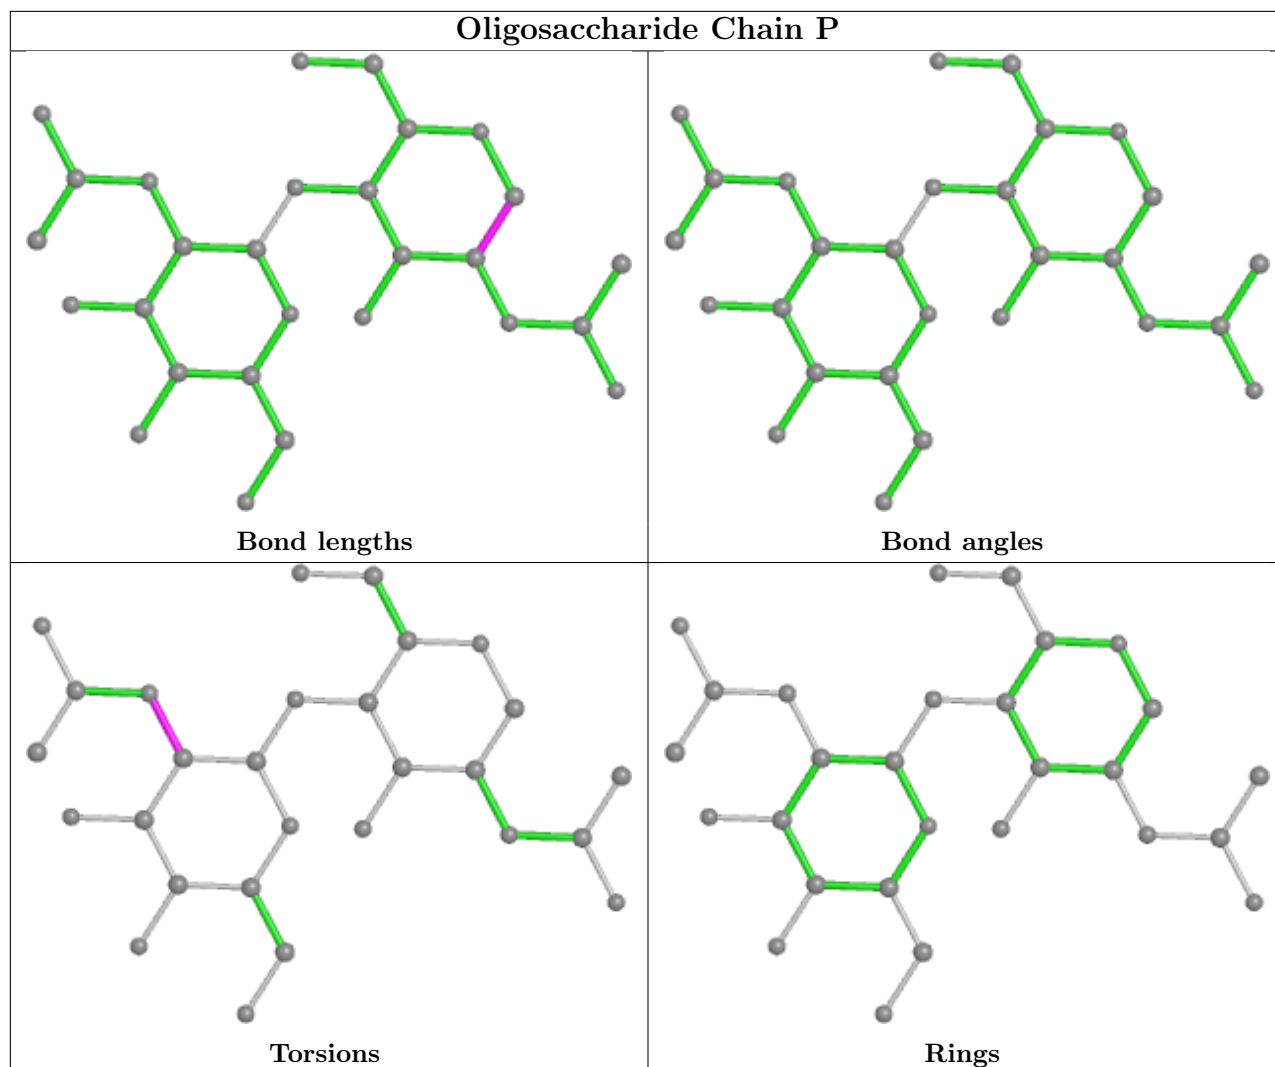 Oligosaccharide Chain P
Bond lengths
Bond angles
Torsions
Rings